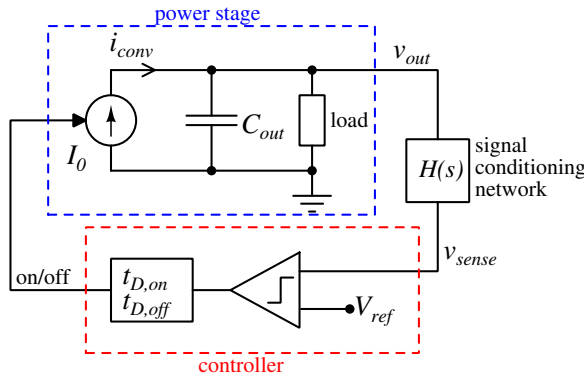 power stage
i_conv
v_out
I_0
C_out
load
H(s)
signal
conditioning
network
v_sense
on/off
t_D,on
t_D,off
V_ref
controller